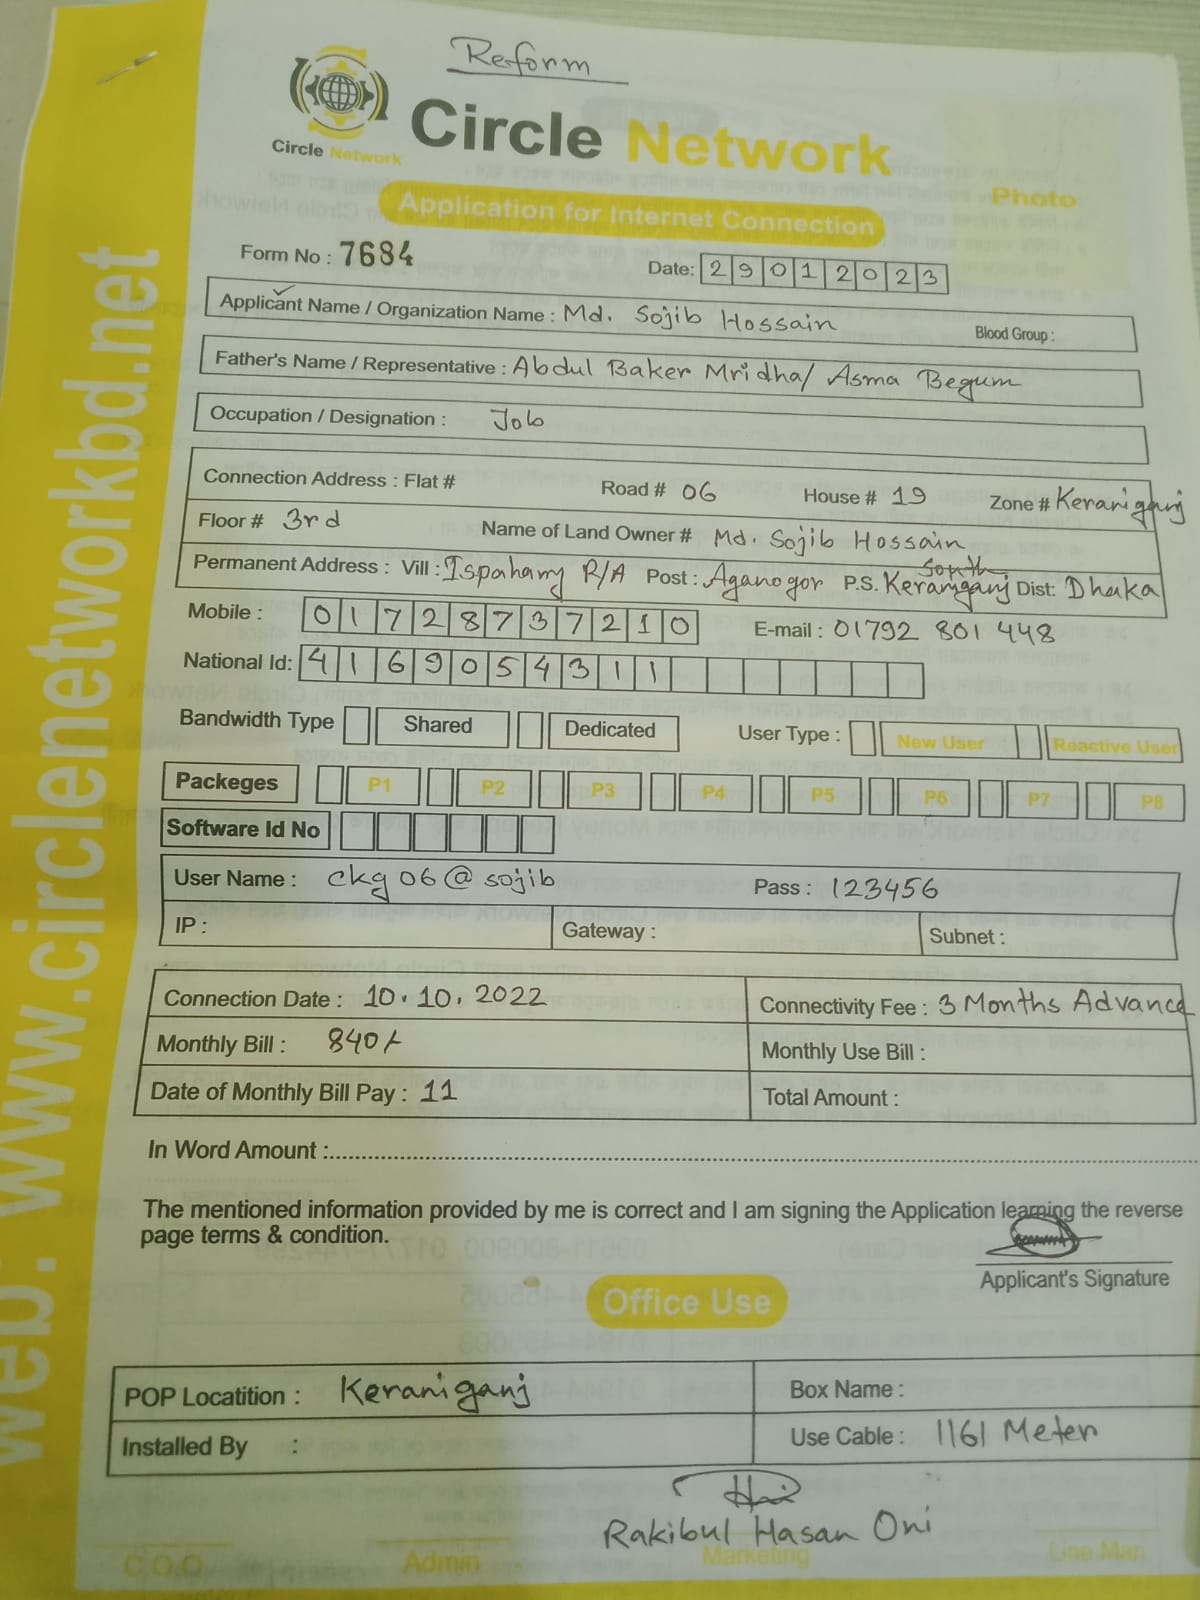 Reform
Circle Network
Circle Network
Photo
Application for Internet Connection
Form No : 7684
Date: 29012023
Applicant Name / Organization Name : Md. Sojib Hossain Blood Group :
Father's Name / Representative : Abdul Baker Mridha/ Asma Begum
Occupation / Designation : Job
Connection Address : Flat # Road # 06 House # 19 Zone # Keraniganj
Floor # 3rd Name of Land Owner # Md. Sojib Hossain
Permanent Address : Vill : Ispahany R/A Post : Aganogor P.S. South Keraniganj Dist: Dhaka
Mobile : 01728737210 E-mail : 01792 801 448
National Id: 4169054311
Bandwidth Type Shared Dedicated User Type : New User Reactive User
Packeges P1 P2 P3 P4 P5 P6 P7 P8
Software Id No
User Name : ckg06@sojib Pass : 123456
IP : Gateway : Subnet :
Connection Date : 10.10.2022 Connectivity Fee : 3 Months Advance
Monthly Bill : 840/- Monthly Use Bill :
Date of Monthly Bill Pay : 11 Total Amount :
In Word Amount :
The mentioned information provided by me is correct and I am signing the Application learning the reverse
page terms & condition.
Applicant's Signature
Office Use
POP Locatition : Keraniganj Box Name :
Installed By : Use Cable : 1161 Meter
Rakibul Hasan Oni
C.O.O Admin Marketing Line Man
web: www.circlenetworkbd.net